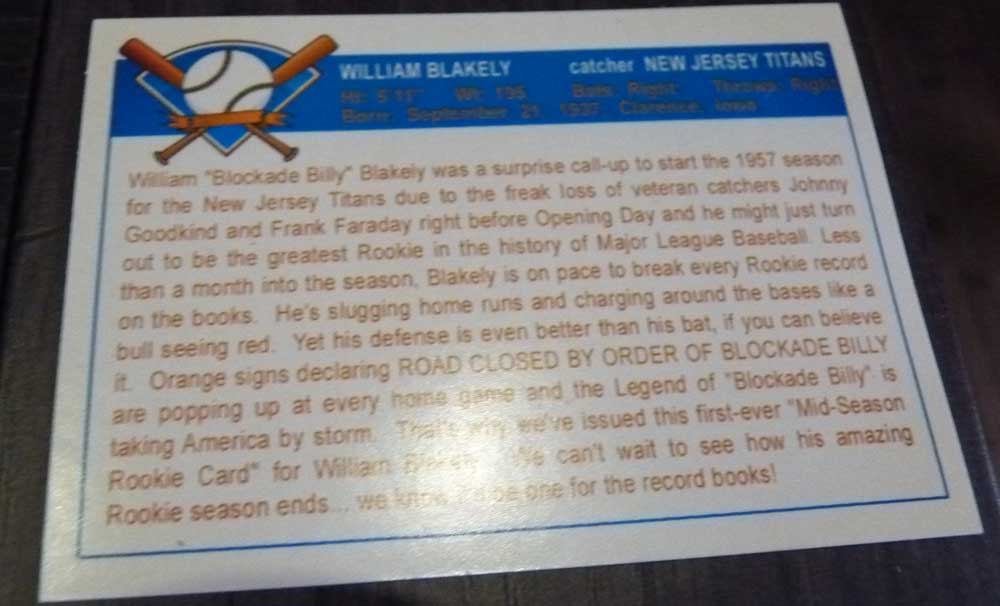 WILLIAM BLAKELY catcher NEW JERSEY TITANS
Ht: 5'11" Wt: 195 Bats: Right Throws: Right
Born: September 21, 1937 Clarence, Iowa
William "Blockade Billy" Blakely was a surprise call-up to start the 1957 season
for the New Jersey Titans due to the freak loss of veteran catchers Johnny
Goodkind and Frank Faraday right before Opening Day and he might just turn
out to be the greatest Rookie in the history of Major League Baseball. Less
than a month into the season, Blakely is on pace to break every Rookie record
on the books. He's slugging home runs and charging around the bases like a
bull seeing red. Yet his defense is even better than his bat, if you can believe
it. Orange signs declaring ROAD CLOSED BY ORDER OF BLOCKADE BILLY
are popping up at every home game and the Legend of "Blockade Billy" is
taking America by storm. That's why we've issued this first-ever "Mid-Season
Rookie Card" for William Blakely. We can't wait to see how his amazing
Rookie season ends... we know it'll be one for the record books!